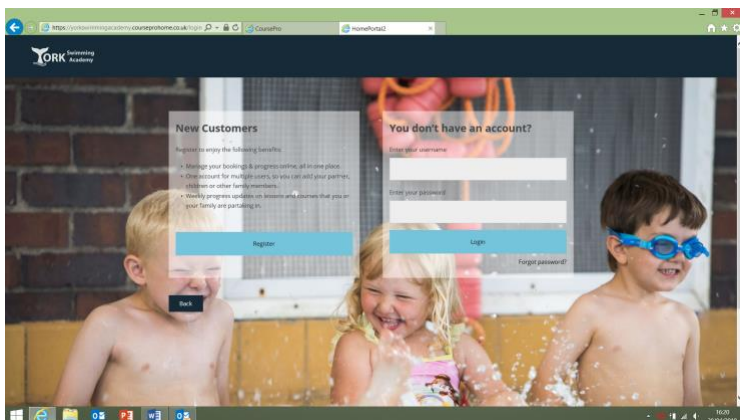 https://yorkswimmingacademy.courseprohome.co.uk/login
CoursePro
HomePortal2
YORK Swimming
Academy
New Customers
Register to enjoy the following benefits:
Manage your bookings & progress online, all in one place.
One account for multiple users, so you can add your partner,
children or other family members.
Weekly progress updates on lessons and courses that you or
your family are partaking in.
Register
Back
You don't have an account?
Enter your username
Enter your password
Login
Forgot password?
16:20